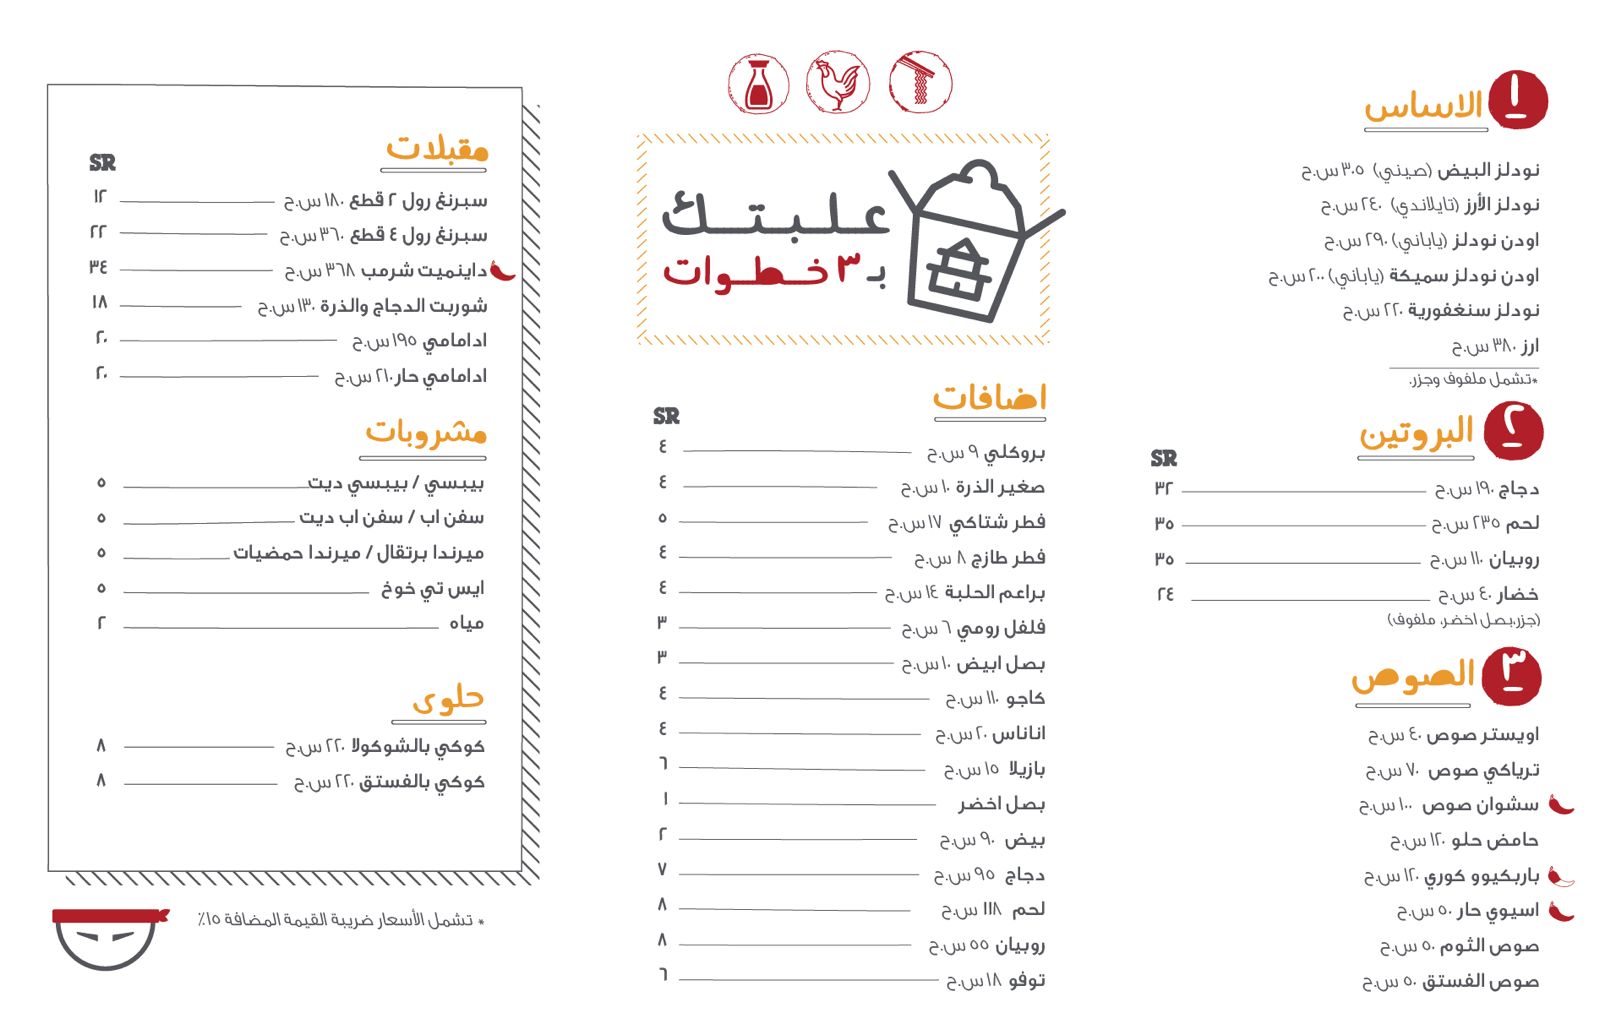 ١ الاساس
نودلز البيض (صيني) ٣٠٥ س.ح
نودلز الأرز (تايلاندي) ٢٤٠ س.ح
اودن نودلز (ياباني) ٢٩٠ س.ح
اودن نودلز سميكة (ياباني) ٢٠٠ س.ح
نودلز سنغفورية ٢٢٠ س.ح
ارز ٣٨٠ س.ح
*تشمل ملفوف وجزر.
٢ البروتين
SR
دجاج ١٩٠ س.ح ٣٢
لحم ٢٣٥ س.ح ٣٥
روبيان ١١٠ س.ح ٣٥
خضار ٤٠ س.ح ٢٤
(جزر،بصل اخضر، ملفوف)
٣ الصوص
اويستر صوص ٤٠ س.ح
ترياكي صوص ٧٠ س.ح
سشوان صوص ١٠٠ س.ح
حامض حلو ١٢٠ س.ح
باربكيوو كوري ١٢٠ س.ح
اسيوي حار ٥٠ س.ح
صوص الثوم ٥٠ س.ح
صوص الفستق ٥٠ س.ح
علبتك
بـ ٣ خطوات
اضافات
SR
بروكلي ٩ س.ح ٤
صغير الذرة ١٠ س.ح ٤
فطر شتاكي ١٧ س.ح ٥
فطر طازج ٨ س.ح ٤
براعم الحلبة ١٤ س.ح ٤
فلفل رومي ٦ س.ح ٣
بصل ابيض ١٠ س.ح ٣
كاجو ١١٠ س.ح ٤
اناناس ٢٠ س.ح ٤
بازيلا ١٥ س.ح ٦
بصل اخضر ١
بيض ٩٠ س.ح ٢
دجاج ٩٥ س.ح ٧
لحم ١١٨ س.ح ٨
روبيان ٥٥ س.ح ٨
توفو ١٨ س.ح ٦
مقبلات
SR
سبرنغ رول ٢ قطع ١٨٠ س.ح ١٢
سبرنغ رول ٤ قطع ٣٦٠ س.ح ٢٢
داينميت شرمب ٣٦٨ س.ح ٣٤
شوربت الدجاج والذرة ١٣٠ س.ح ١٨
ادامامي ١٩٥ س.ح ٢٠
ادامامي حار ٢١٠ س.ح ٢٠
مشروبات
بيبسي / بيبسي ديت ٥
سفن اب / سفن اب ديت ٥
ميرندا برتقال / ميرندا حمضيات ٥
ايس تي خوخ ٥
مياه ٢
حلوى
كوكي بالشوكولا ٢٢٠ س.ح ٨
كوكي بالفستق ٢٢٠ س.ح ٨
* تشمل الأسعار ضريبة القيمة المضافة ١٥٪